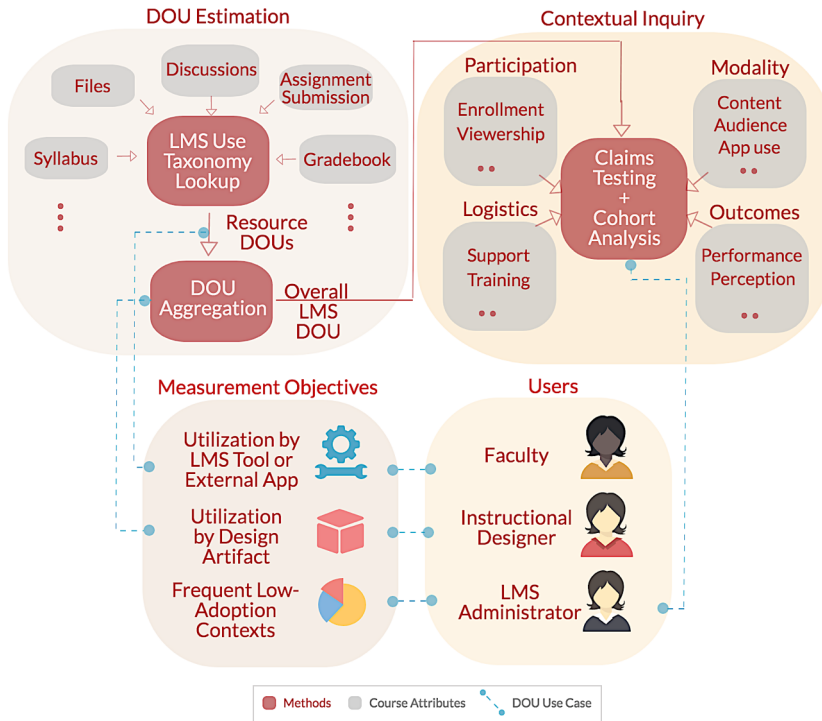 DOU Estimation
Files
Discussions
Assignment
Submission
Syllabus
LMS Use
Taxonomy
Lookup
Gradebook
Resource
DOUs
DOU
Aggregation
Overall
LMS
DOU
Contextual Inquiry
Participation
Enrollment
Viewership
Modality
Content
Audience
App use
Claims
Testing
+
Cohort
Analysis
Logistics
Support
Training
Outcomes
Performance
Perception
Measurement Objectives
Utilization by
LMS Tool or
External App
Utilization
by Design
Artifact
Frequent Low-
Adoption
Contexts
Users
Faculty
Instructional
Designer
LMS
Administrator
Methods
Course Attributes
DOU Use Case